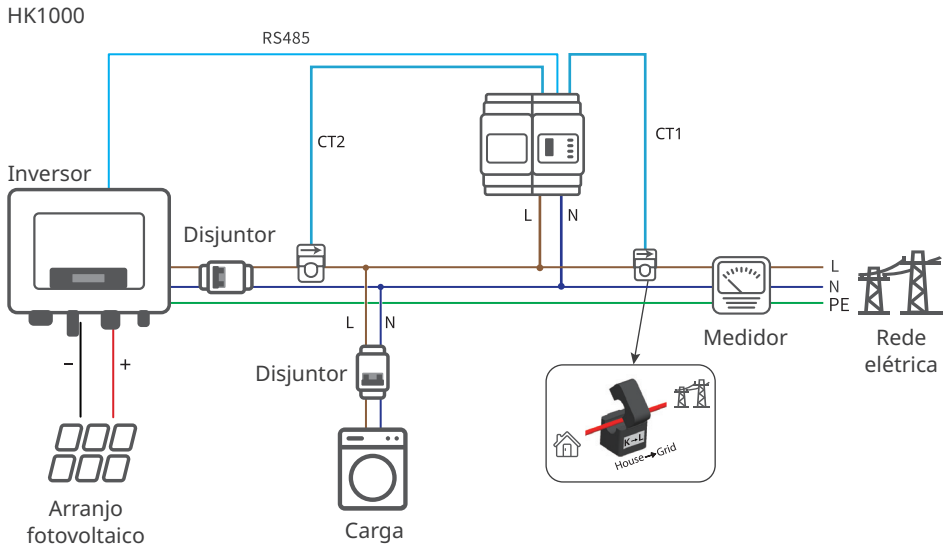 HK1000
RS485
CT2
CT1
Inversor
L
N
Disjuntor
L
N
PE
L
N
Medidor
Rede
elétrica
-
+
Disjuntor
K→L
House→Grid
Arranjo
fotovoltaico
Carga